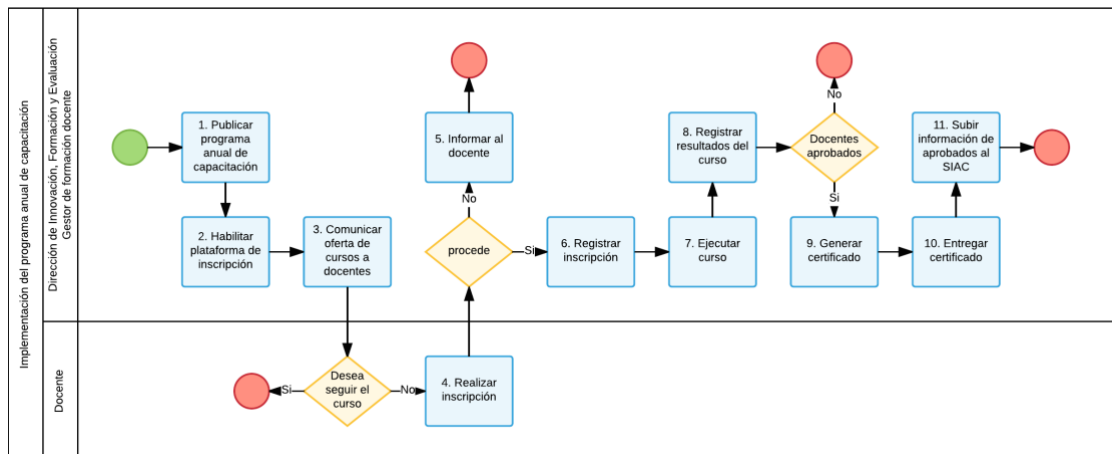 Implementación del programa anual de capacitación
Dirección de Innovación, Formación y Evaluación
Gestor de formación docente
1. Publicar
programa
anual de
capacitación
2. Habilitar
plataforma de
inscripción
3. Comunicar
oferta de
cursos a
docentes
5. Informar al
docente
No
procede
Si
6. Registrar
inscripción
7. Ejecutar
curso
8. Registrar
resultados del
curso
No
Docentes
aprobados
Si
9. Generar
certificado
10. Entregar
certificado
11. Subir
información de
aprobados al
SIAC
Docente
Si
Desea
seguir el
curso
No
4. Realizar
inscripción